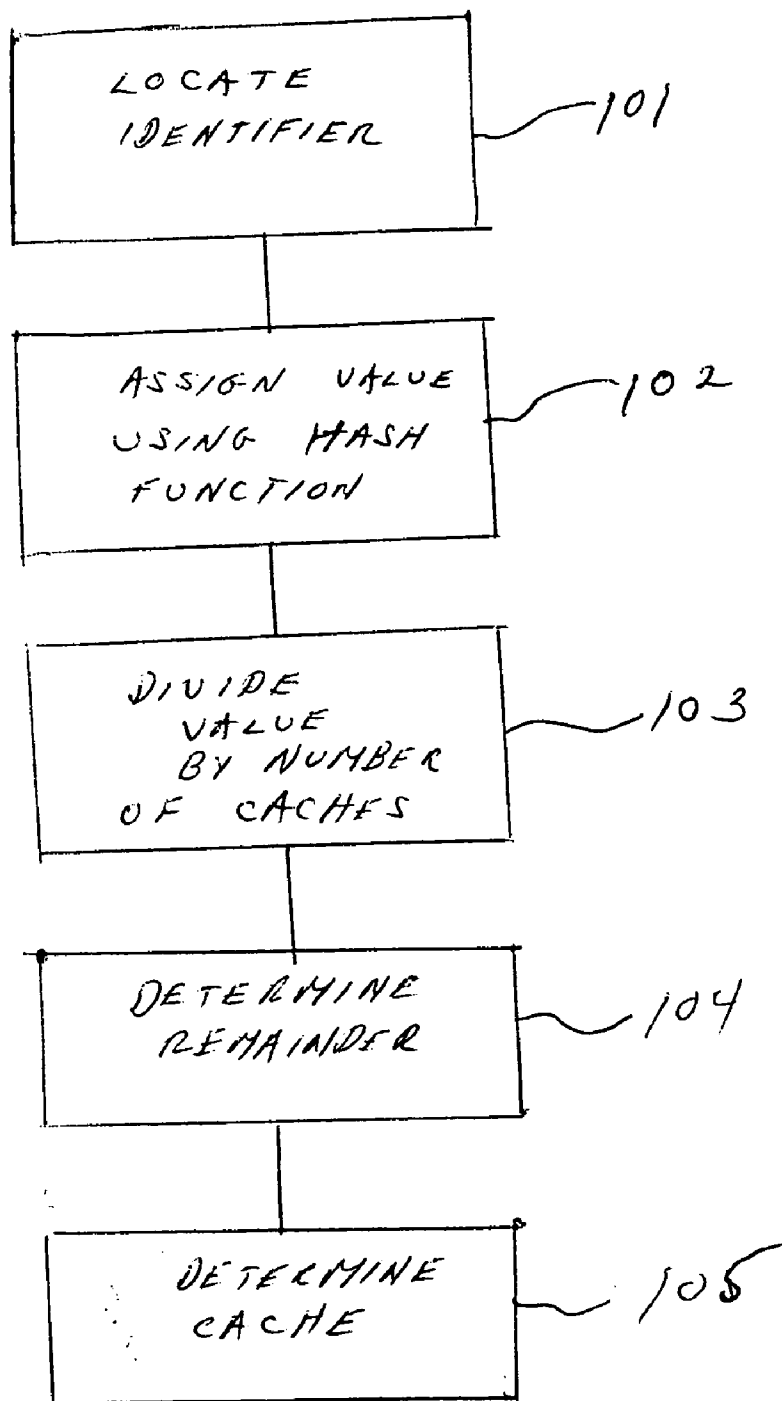 LOCATE
IDENTIFIER
101
ASSIGN VALUE
USING HASH
FUNCTION
102
DIVIDE
VALUE
BY NUMBER
OF CACHES
103
DETERMINE
REMAINDER
104
DETERMINE
CACHE
105